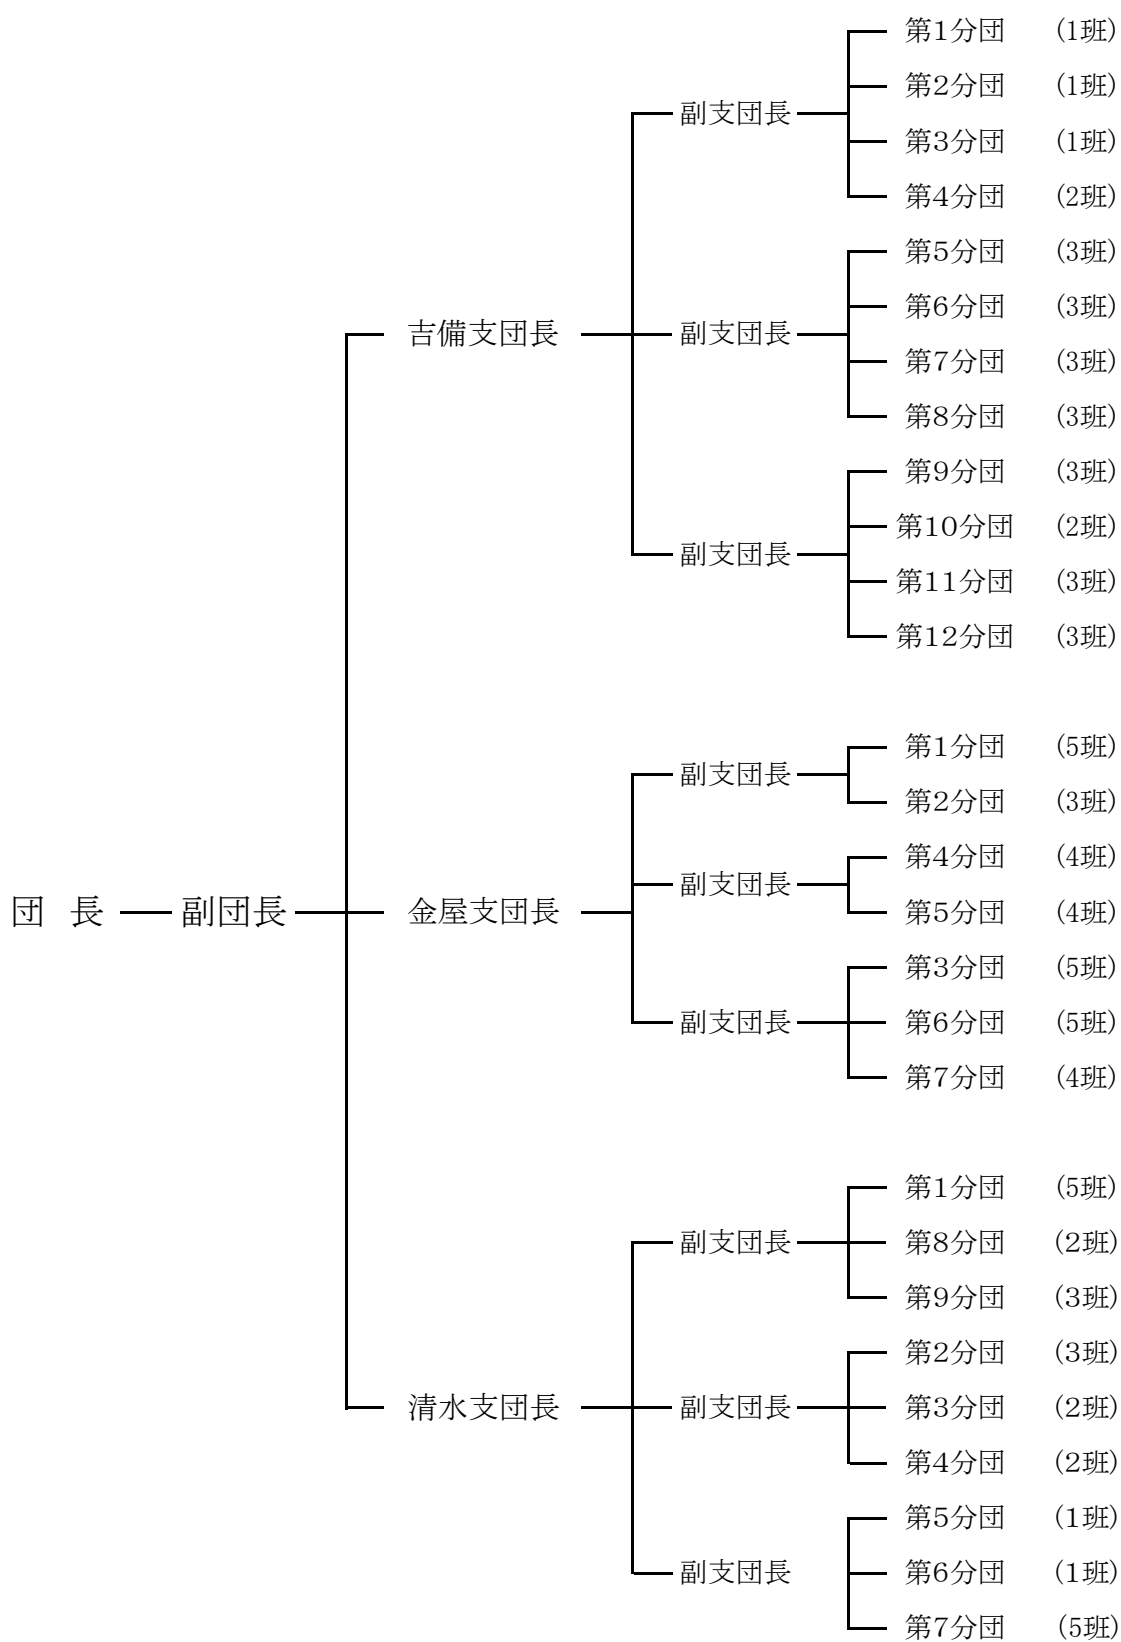 第1分団 (1班)
第2分団 (1班)
副支団長
第3分団 (1班)
第4分団 (2班)
第5分団 (3班)
第6分団 (3班)
吉備支団長 副支団長
第7分団 (3班)
第8分団 (3班)
第9分団 (3班)
第10分団 (2班)
副支団長
第11分団 (3班)
第12分団 (3班)
第1分団 (5班)
副支団長
第2分団 (3班)
第4分団 (4班)
副支団長
団 長 副団長 金屋支団長 第5分団 (4班)
第3分団 (5班)
副支団長 第6分団 (5班)
第7分団 (4班)
第1分団 (5班)
副支団長 第8分団 (2班)
第9分団 (3班)
第2分団 (3班)
清水支団長 副支団長 第3分団 (2班)
第4分団 (2班)
第5分団 (1班)
副支団長 第6分団 (1班)
第7分団 (5班)